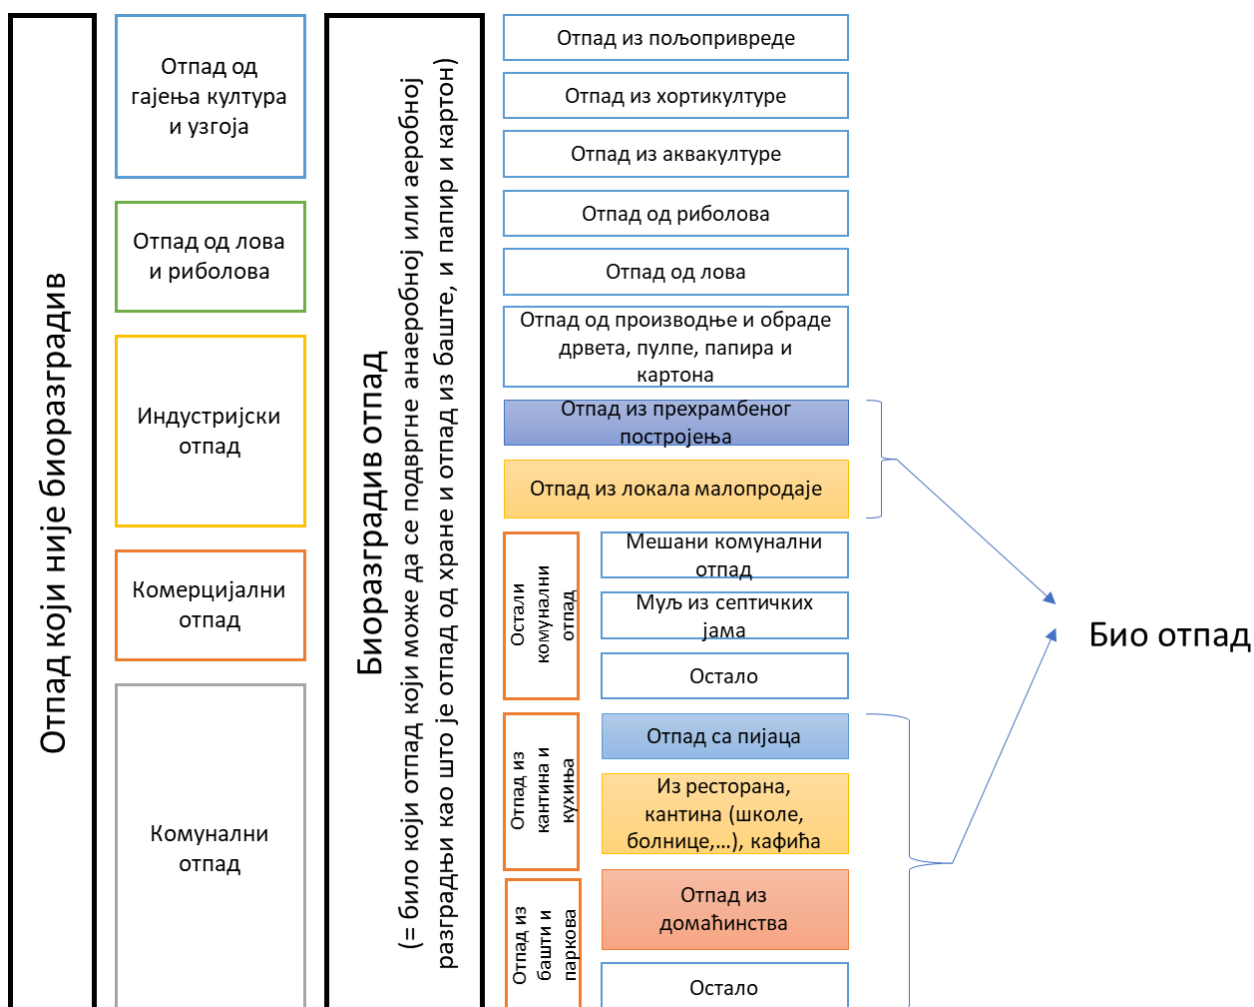 Отпад који није биоразградив
Отпад од
гајења култура
и узгоја
Отпад од лова
и риболова
Индустријски
отпад
Комерцијални
отпад
Комунални
отпад
Биоразградив отпад
(= било који отпад који може да се подвргне анаеробној или аеробној
разградњи као што је отпад од хране и отпад из баште, и папир и картон)
Отпад из пољопривреде
Отпад из хортикултуре
Отпад из аквакултуре
Отпад од риболова
Отпад од лова
Отпад од производње и обраде
дрвета, пулпе, папира и
картона
Отпад из прехрамбеног
постројења
Отпад из локала малопродаје
Остали
комунални
отпад
Мешани комунални
отпад
Муљ из септичких
јама
Остало
Отпад из
кантина и
кухиња
Отпад са пијаца
Из ресторана,
кантина (школе,
болнице,...), кафића
Отпад из
башти и
паркова
Отпад из
домаћинства
Остало
Био отпад